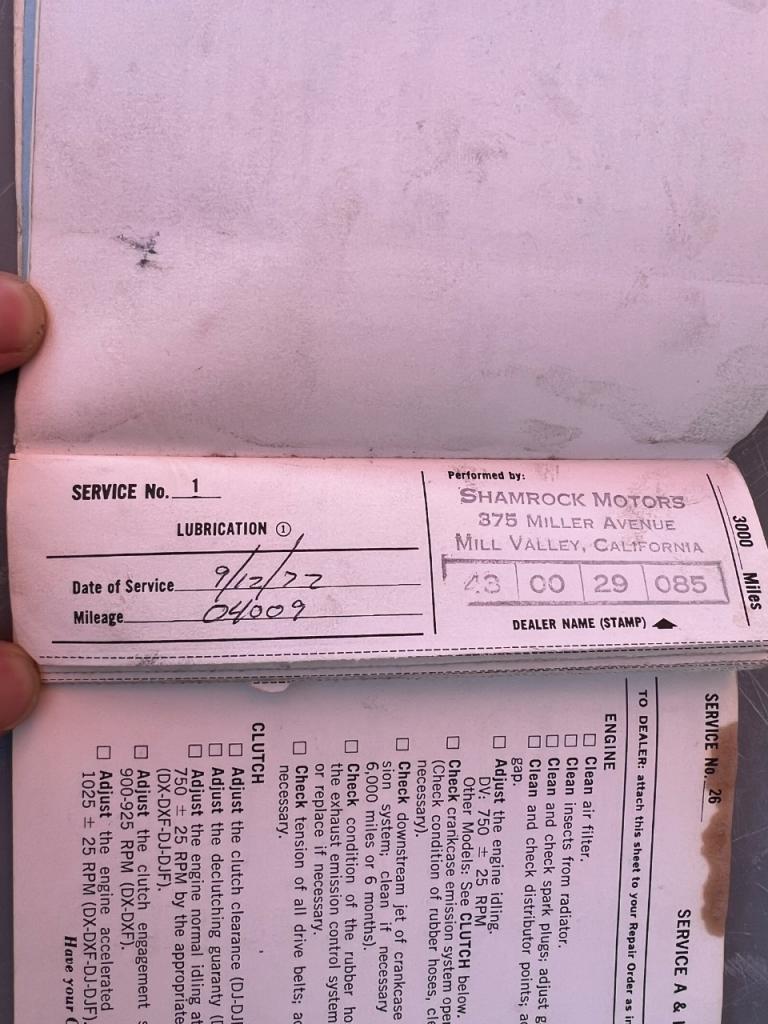 SERVICE No. 1
LUBRICATION ①
Date of Service 9/12/72
Mileage 04009
Performed by:
SHAMROCK MOTORS
375 MILLER AVENUE
MILL VALLEY, CALIFORNIA
43 00 29 085
DEALER NAME (STAMP)
3000 Miles
SERVICE No. 26
SERVICE A &
TO DEALER: attach this sheet to your Repair Order as
ENGINE
☐ Clean air filter.
☐ Clean insects from radiator.
☐ Clean and check spark plugs; adjust
☐ Clean and check distributor points;
gap.
☐ Adjust the engine idling.
DV: 750 ± 25 RPM
Other Models: See CLUTCH below.
☐ Check crankcase emission system
(Check condition of rubber hoses,
necessary).
☐ Check downstream jet of crankcase
sion system; clean if necessary
6,000 miles or 6 months).
☐ Check condition of the rubber
the exhaust emission control system
or replace if necessary.
☐ Check tension of all drive belts;
necessary.
CLUTCH
☐ Adjust the clutch clearance
☐ Adjust the declutching guaranty
☐ Adjust the engine normal idling at
750 ± 25 RPM by the appropriate
(DX-DXF-DJ-DJF).
☐ Adjust the clutch engagement
900-925 RPM (DX-DXF).
☐ Adjust the engine accelerated
1025 ± 25 RPM (DX-DXF-DJ-DJF).
Have your